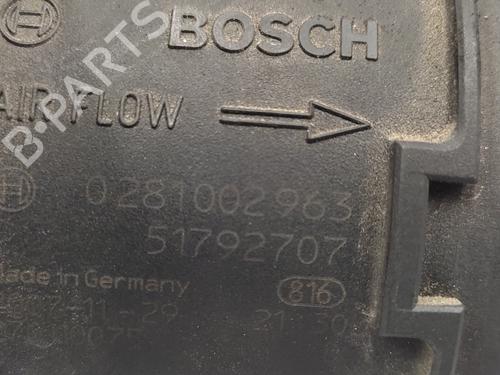 BOSCH
AIR FLOW
B-PARTS
0281002963
51792707
Made in Germany
816